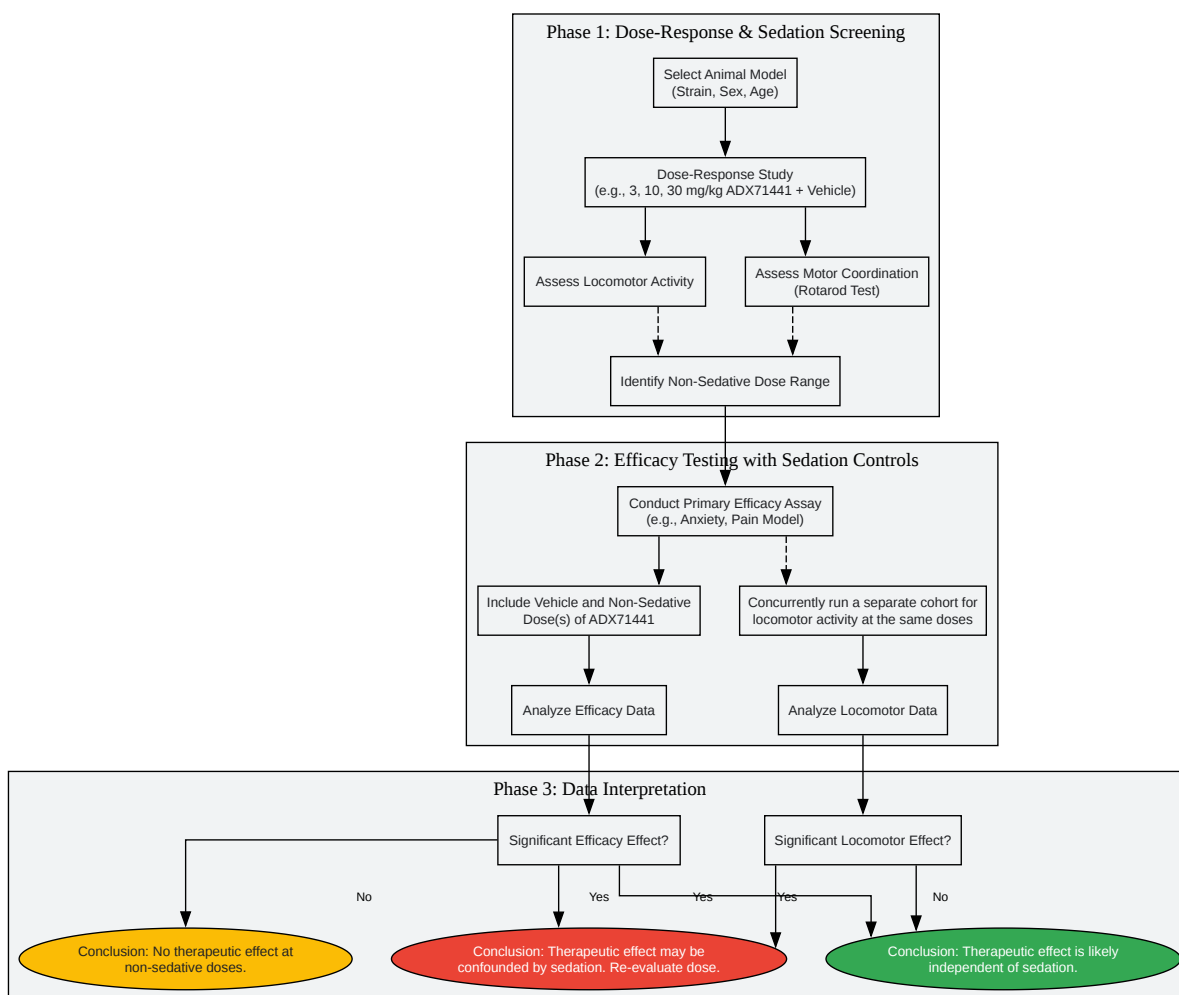 Phase 1: Dose-Response & Sedation Screening
Select Animal Model
(Strain, Sex, Age)
Dose-Response Study
(e.g., 3, 10, 30 mg/kg ADX71441 + Vehicle)
Assess Locomotor Activity
Assess Motor Coordination
(Rotarod Test)
Identify Non-Sedative Dose Range
Phase 2: Efficacy Testing with Sedation Controls
Conduct Primary Efficacy Assay
(e.g., Anxiety, Pain Model)
Include Vehicle and Non-Sedative
Dose(s) of ADX71441
Concurrently run a separate cohort for
locomotor activity at the same doses
Analyze Efficacy Data
Analyze Locomotor Data
Phase 3: Data Interpretation
Significant Efficacy Effect?
Significant Locomotor Effect?
No
Yes
Yes
Yes
No
Conclusion: No therapeutic effect at
non-sedative doses.
Conclusion: Therapeutic effect may be
confounded by sedation. Re-evaluate dose.
Conclusion: Therapeutic effect is likely
independent of sedation.